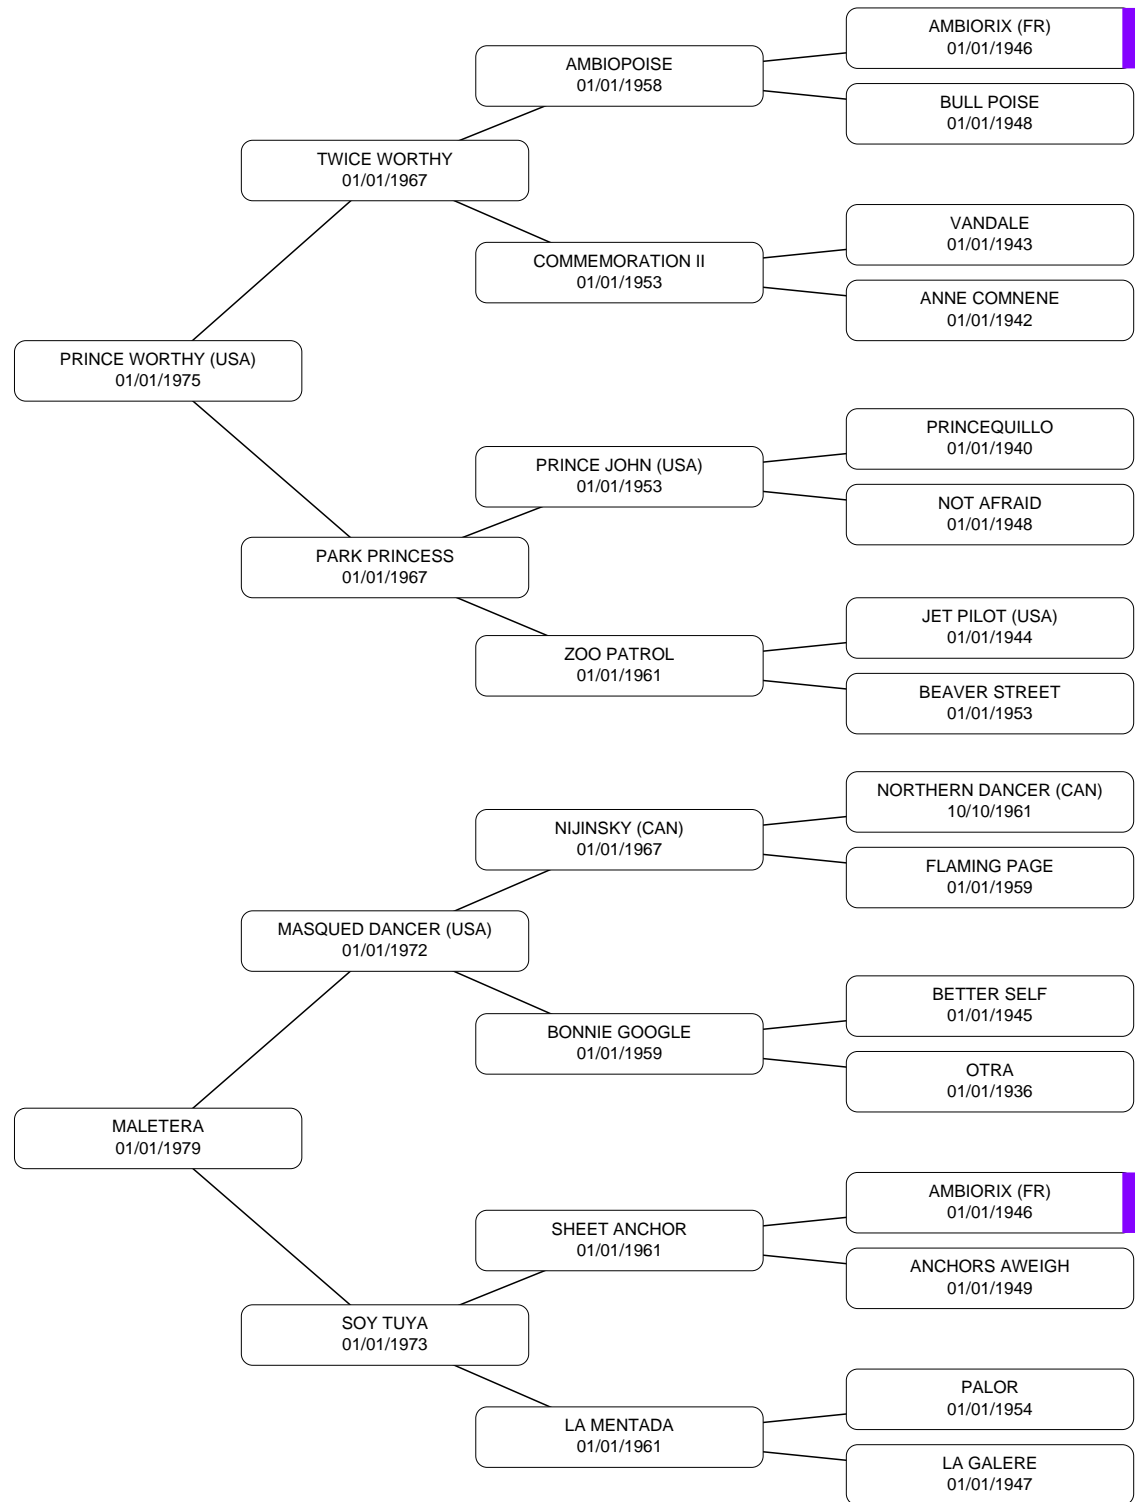 AMBIORIX (FR)
01/01/1946
AMBIOPOISE
01/01/1958
BULL POISE
01/01/1948
TWICE WORTHY
01/01/1967
VANDALE
01/01/1943
COMMEMORATION II
01/01/1953
ANNE COMNENE
01/01/1942
PRINCE WORTHY (USA)
01/01/1975
PRINCEQUILLO
01/01/1940
PRINCE JOHN (USA)
01/01/1953
NOT AFRAID
01/01/1948
PARK PRINCESS
01/01/1967
JET PILOT (USA)
01/01/1944
ZOO PATROL
01/01/1961
BEAVER STREET
01/01/1953
NORTHERN DANCER (CAN)
10/10/1961
NIJINSKY (CAN)
01/01/1967
FLAMING PAGE
01/01/1959
MASQUED DANCER (USA)
01/01/1972
BETTER SELF
01/01/1945
BONNIE GOOGLE
01/01/1959
OTRA
01/01/1936
MALETERA
01/01/1979
AMBIORIX (FR)
01/01/1946
SHEET ANCHOR
01/01/1961
ANCHORS AWEIGH
01/01/1949
SOY TUYA
01/01/1973
PALOR
01/01/1954
LA MENTADA
01/01/1961
LA GALERE
01/01/1947